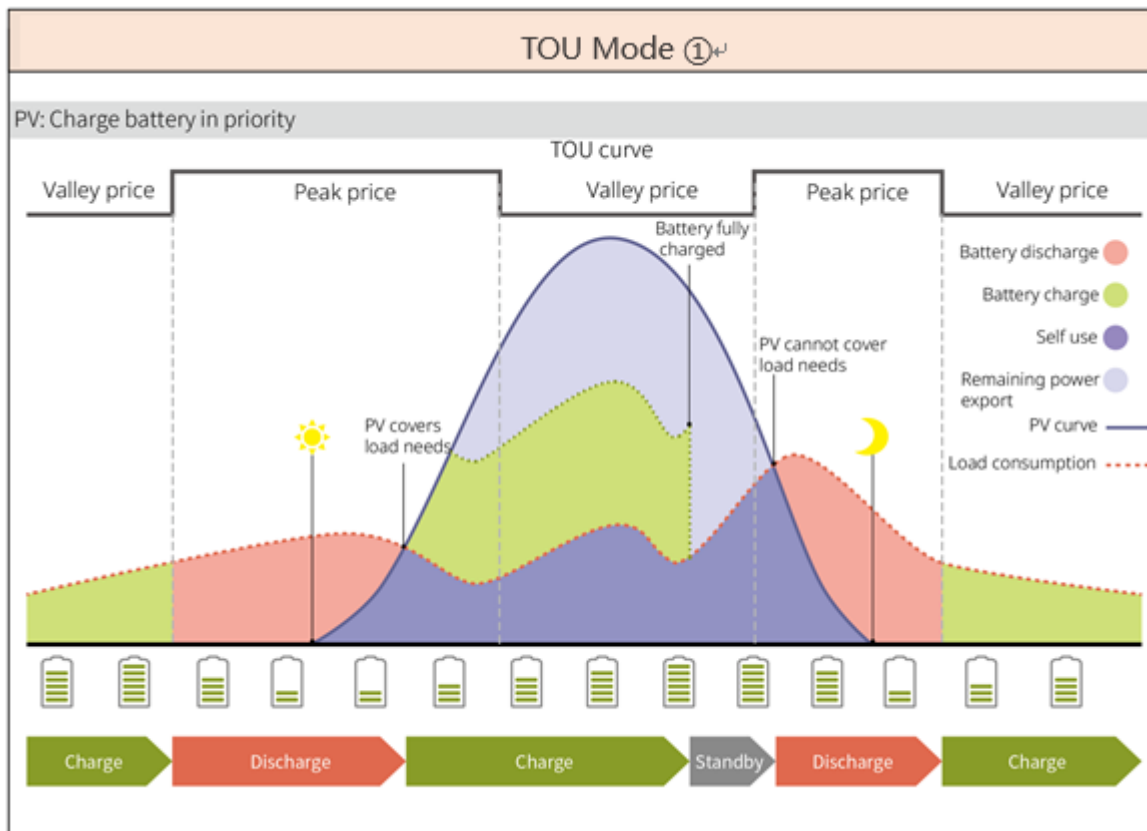 TOU Mode ①↵
PV: Charge battery in priority
TOU curve
Valley price
Peak price
Valley price
Peak price
Valley price
Battery fully
charged
Battery discharge
Battery charge
Self use
Remaining power
export
PV curve
Load consumption
PV cannot cover
load needs
PV covers
load needs
Charge
Discharge
Charge
Standby
Discharge
Charge